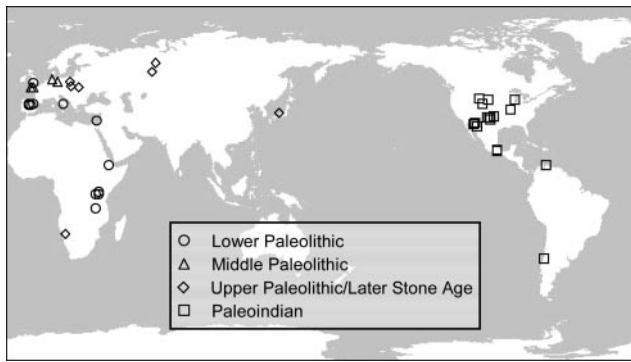 Lower Paleolithic
Middle Paleolithic
Upper Paleolithic/Later Stone Age
Paleoindian